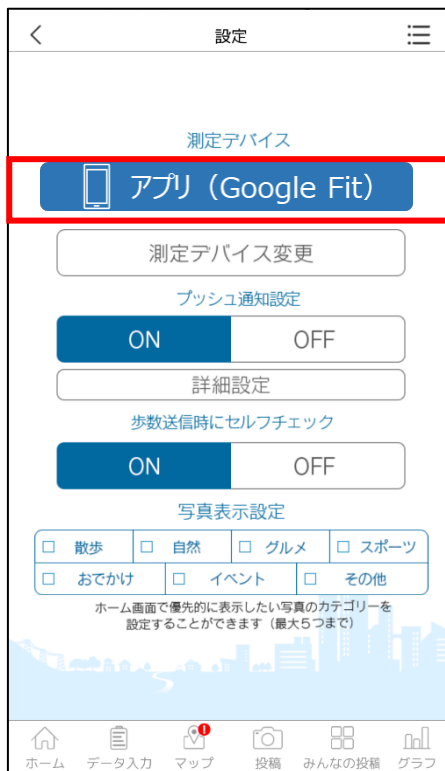 設定
測定デバイス
アプリ（Google Fit）
測定デバイス変更
プッシュ通知設定
ON OFF
詳細設定
歩数送信時にセルフチェック
ON OFF
写真表示設定
散歩 自然 グルメ スポーツ
おでかけ イベント その他
ホーム画面で優先的に表示したい写真のカテゴリーを
設定することができます（最大５つまで）
ホーム データ入力 マップ 投稿 みんなの投稿 グラフ